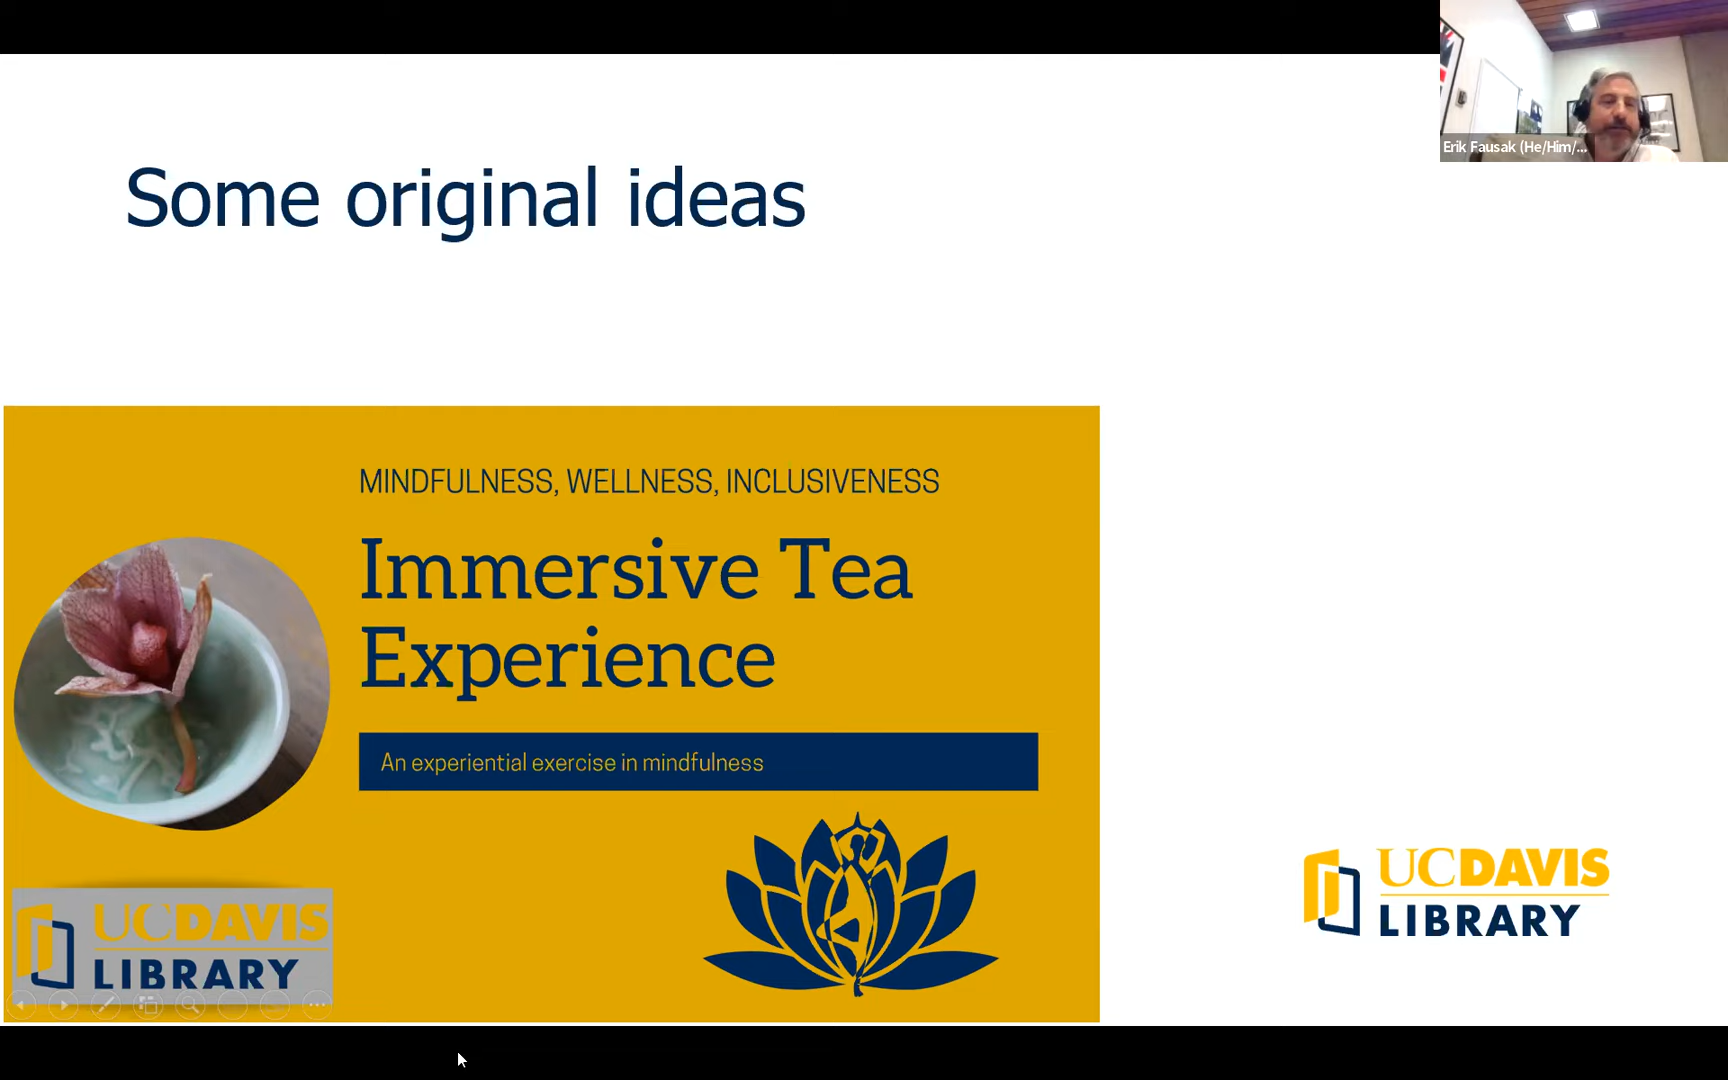 Erik Fausak (He/Him/...
Some original ideas
MINDFULNESS, WELLNESS, INCLUSIVENESS
Immersive Tea
Experience
An experiential exercise in mindfulness
UCDAVIS
LIBRARY
UCDAVIS
LIBRARY